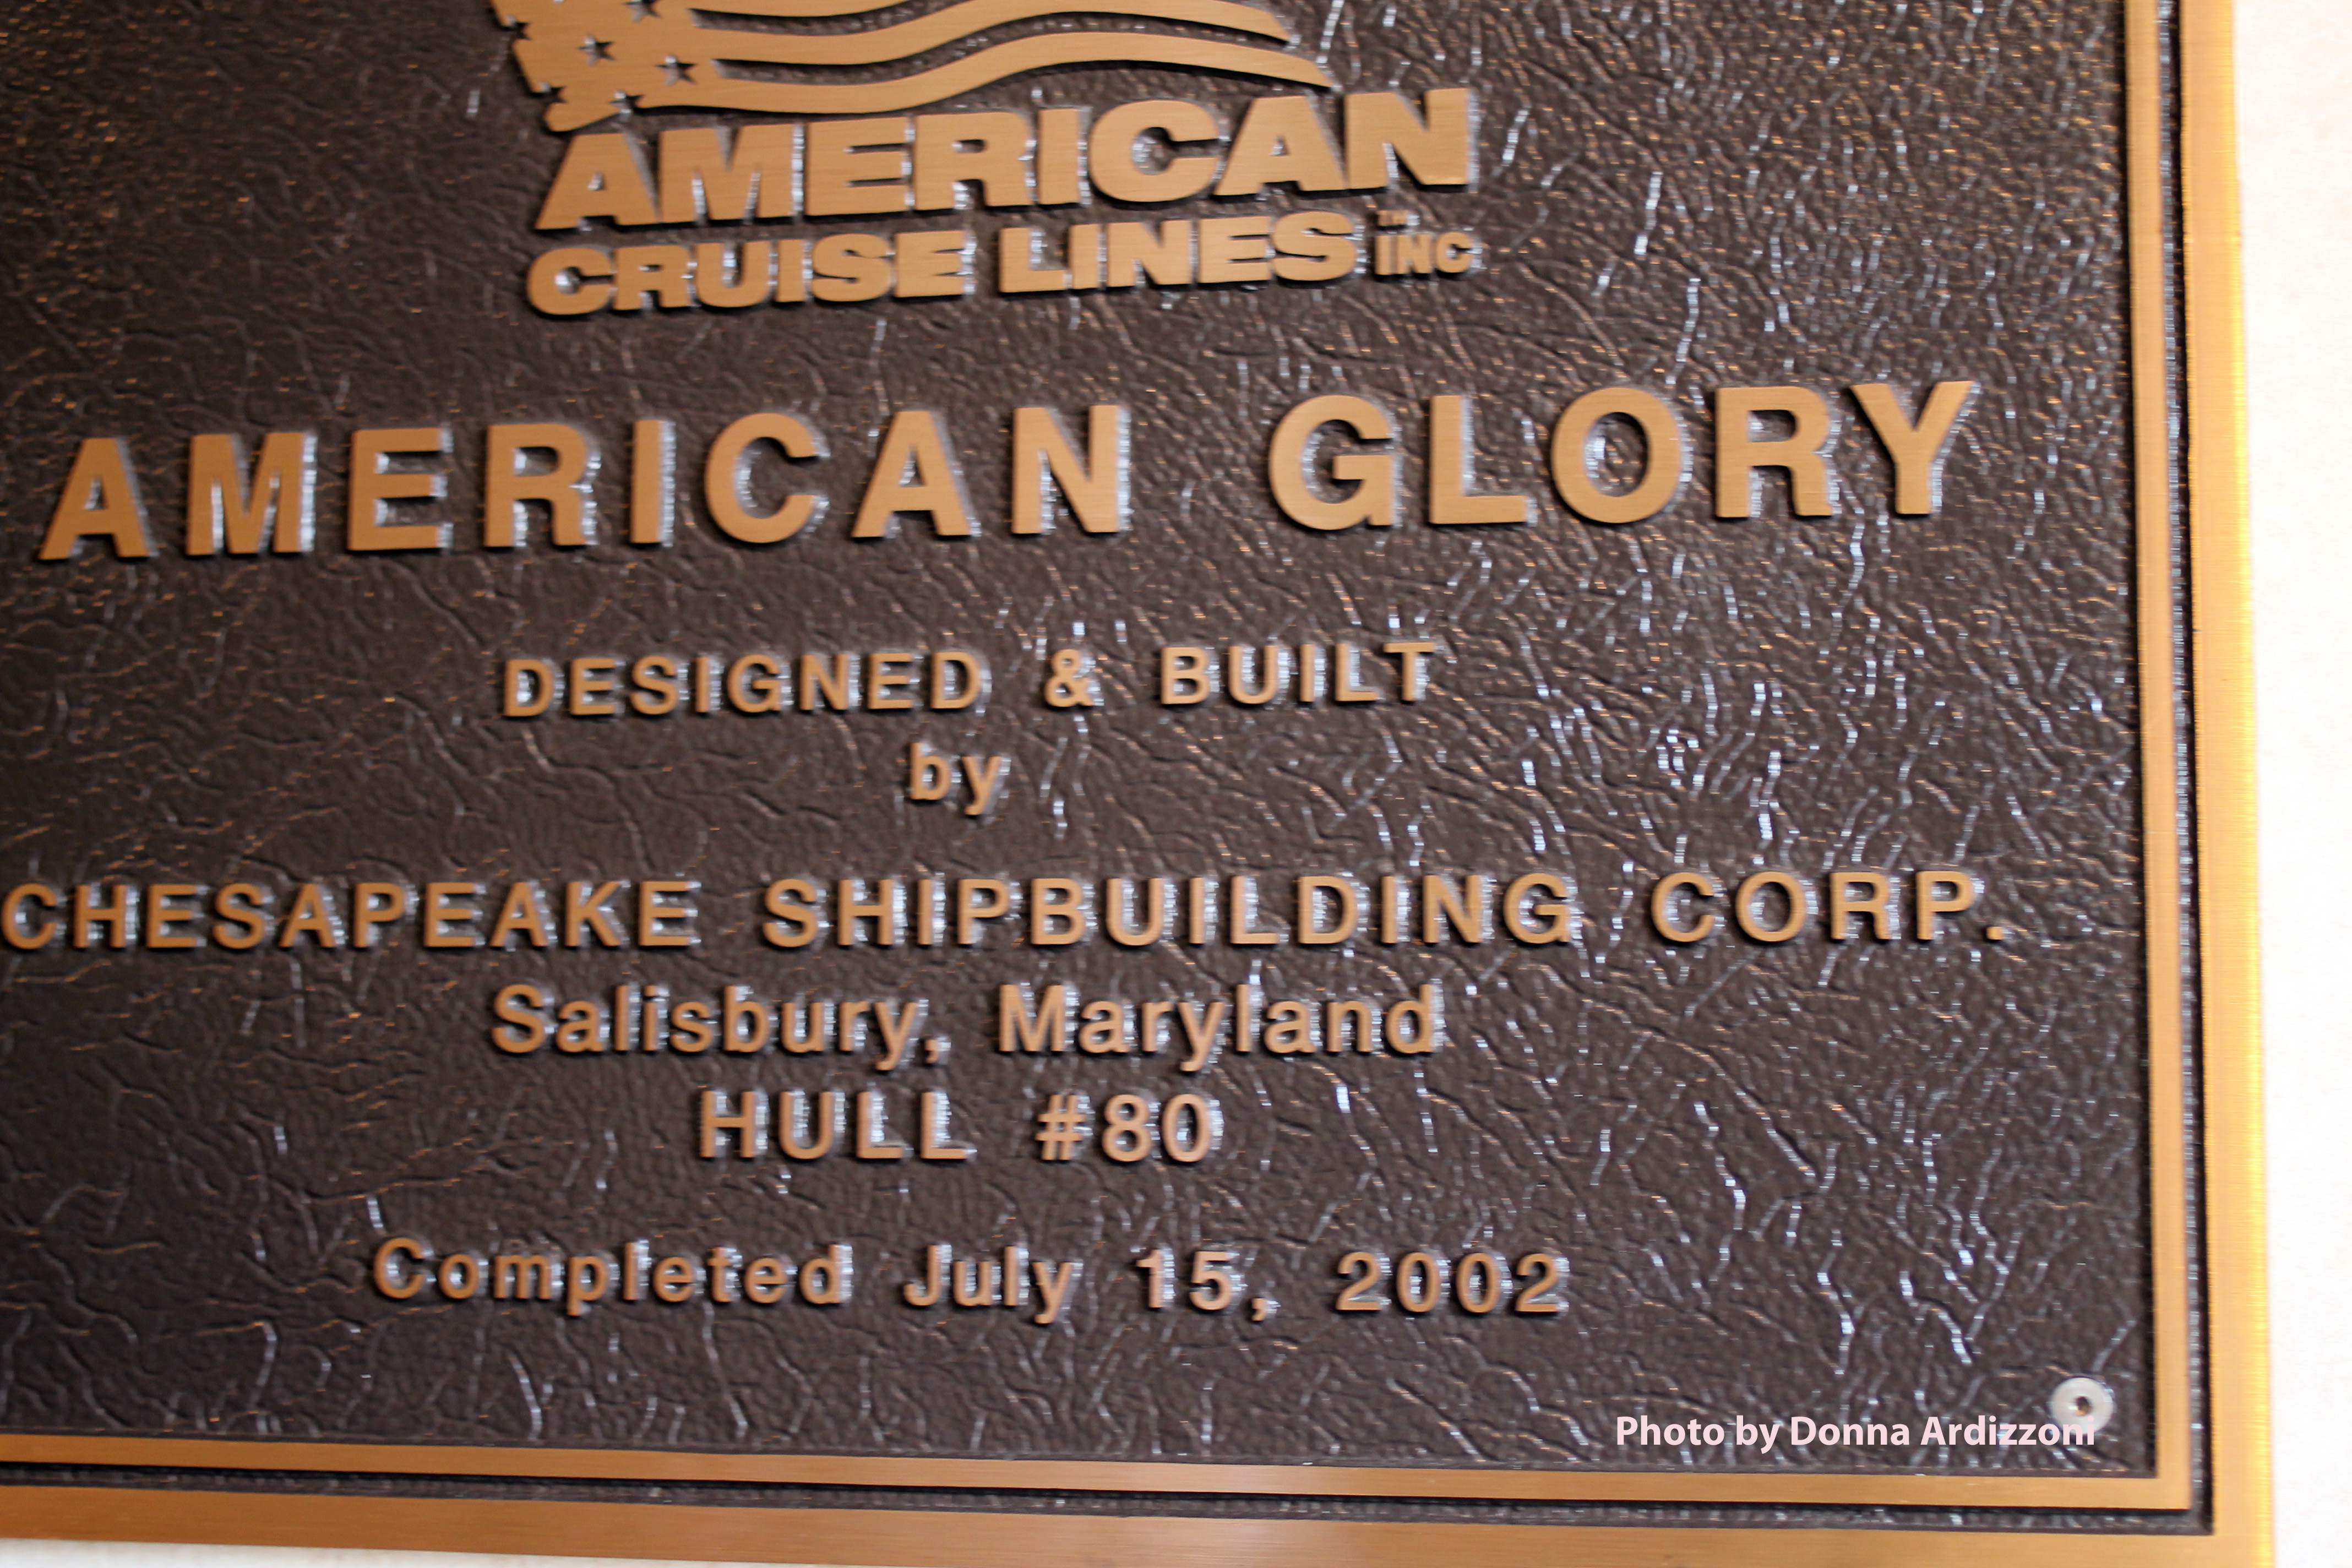 AMERICAN
CRUISE LINES INC
AMERICAN GLORY
DESIGNED & BUILT
by
CHESAPEAKE SHIPBUILDING CORP.
Salisbury, Maryland
HULL #80
Completed July 15, 2002
Photo by Donna Ardizzoni